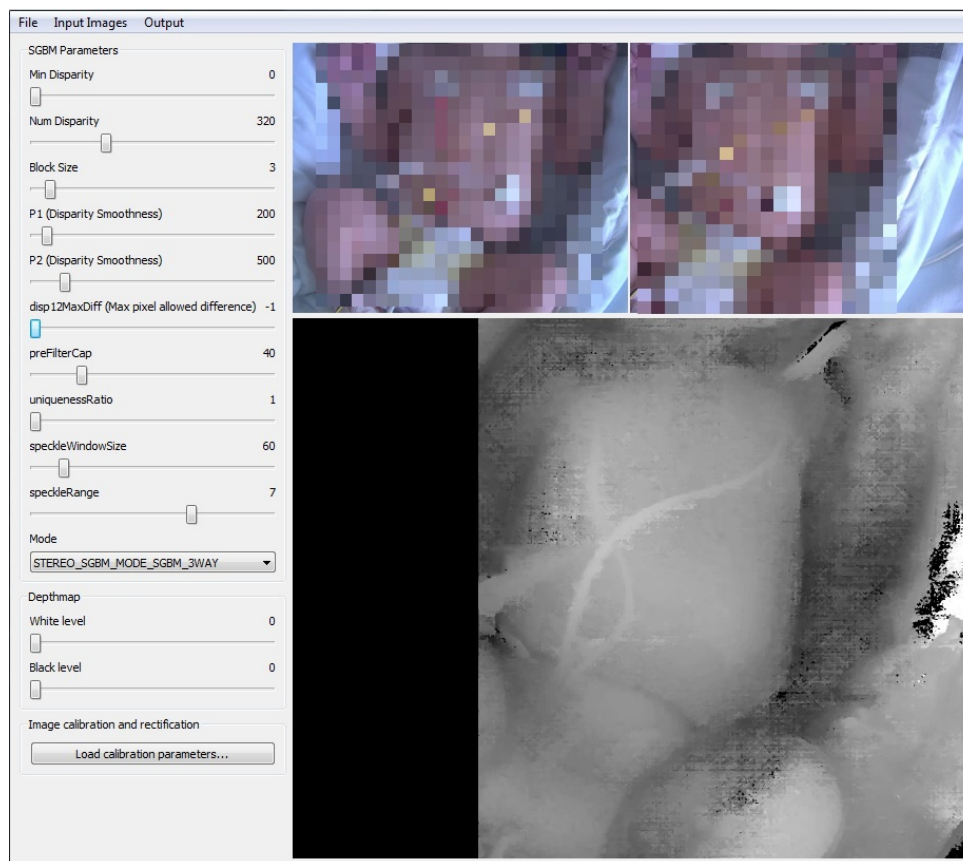 File Input Images Output
SGBM Parameters
Min Disparity 0
Num Disparity 320
Block Size 3
P1 (Disparity Smoothness) 200
P2 (Disparity Smoothness) 500
disp12MaxDiff (Max pixel allowed difference) -1
preFilterCap 40
uniquenessRatio 1
speckleWindowSize 60
speckleRange 7
Mode
STEREO_SGBM_MODE_SGBM_3WAY
Depthmap
White level 0
Black level 0
Image calibration and rectification
Load calibration parameters...